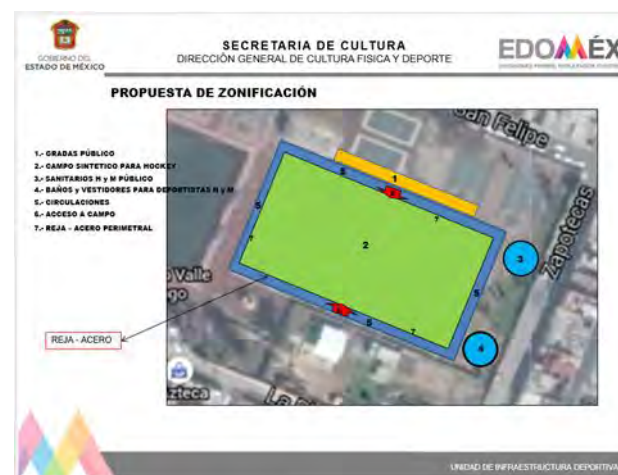 GOBIERNO DEL
ESTADO DE MÉXICO
SECRETARIA DE CULTURA
DIRECCIÓN GENERAL DE CULTURA FISICA Y DEPORTE
EDOMÉX
PROPUESTA DE ZONIFICACIÓN
1.- GRADAS PÚBLICO
2.- CAMPO SINTETICO PARA HOCKEY
3.- SANITARIOS H y M PÚBLICO
4.- BAÑOS y VESTIDORES PARA DEPORTISTAS H y M
5.- CIRCULACIONES
6.- ACCESO A CAMPO
7.- REJA - ACERO PERIMETRAL
San Felipe
Zapotecas
1
5
7
2
5
7
5
3
5
7
4
Valle
REJA - ACERO
UNIDAD DE INFRAESTRUCTURA DEPORTIVA